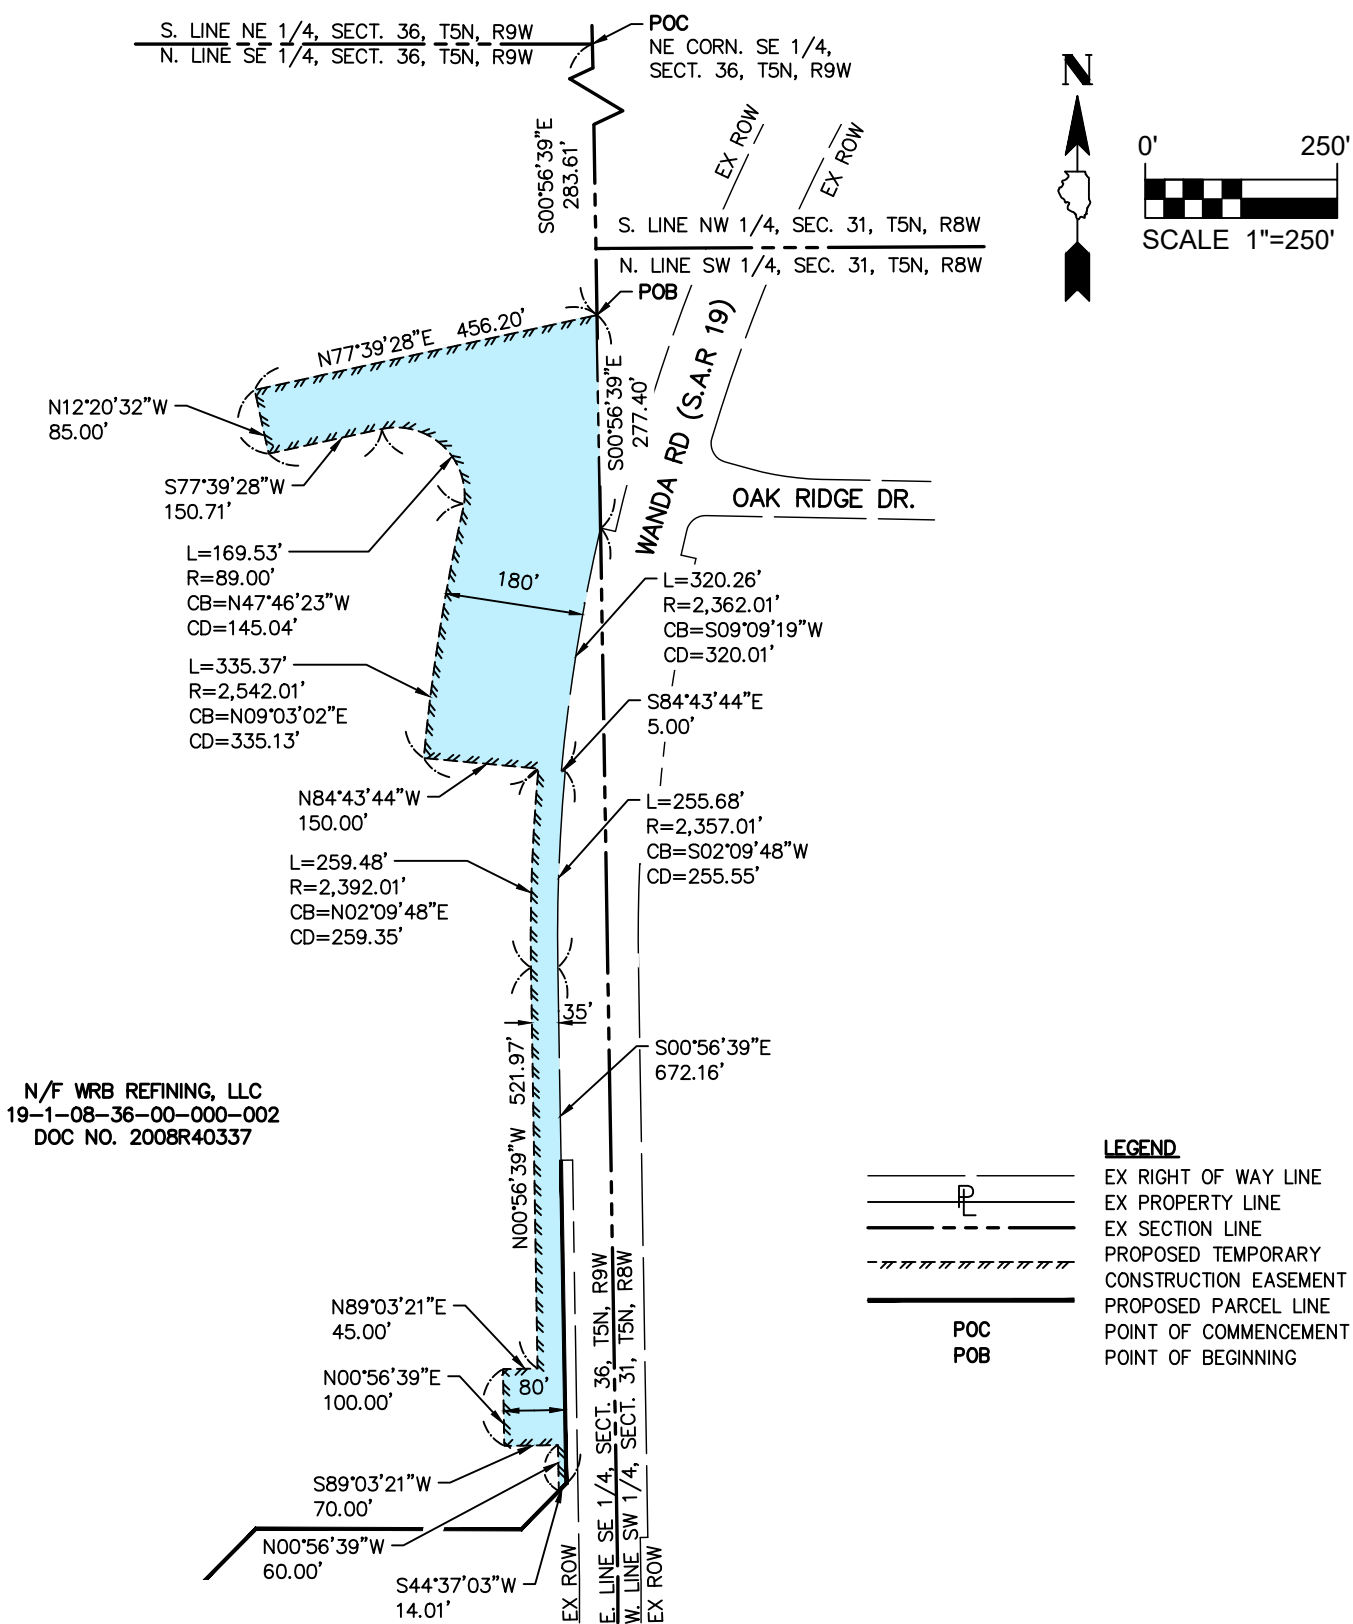 S. LINE NE 1/4, SECT. 36, T5N, R9W
N. LINE SE 1/4, SECT. 36, T5N, R9W
POC
NE CORN. SE 1/4,
SECT. 36, T5N, R9W
N
0' 250'
SCALE 1"=250'
S00°56'39"E
283.61'
EX ROW
EX ROW
S. LINE NW 1/4, SEC. 31, T5N, R8W
N. LINE SW 1/4, SEC. 31, T5N, R8W
POB
N77°39'28"E 456.20'
S00°56'39"E
277.40'
WANDA RD (S.A.R 19)
OAK RIDGE DR.
N12°20'32"W
85.00'
S77°39'28"W
150.71'
L=169.53'
R=89.00'
CB=N47°46'23"W
CD=145.04'
180'
L=320.26'
R=2,362.01'
CB=S09°09'19"W
CD=320.01'
L=335.37'
R=2,542.01'
CB=N09°03'02"E
CD=335.13'
S84°43'44"E
5.00'
N84°43'44"W
150.00'
L=255.68'
R=2,357.01'
CB=S02°09'48"W
CD=255.55'
L=259.48'
R=2,392.01'
CB=N02°09'48"E
CD=259.35'
35'
S00°56'39"E
672.16'
N00°56'39"W 521.97'
N/F WRB REFINING, LLC
19-1-08-36-00-000-002
DOC NO. 2008R40337
LEGEND
EX RIGHT OF WAY LINE
PL EX PROPERTY LINE
EX SECTION LINE
PROPOSED TEMPORARY
CONSTRUCTION EASEMENT
PROPOSED PARCEL LINE
POC POINT OF COMMENCEMENT
POB POINT OF BEGINNING
N89°03'21"E
45.00'
N00°56'39"E
100.00'
80'
S89°03'21"W
70.00'
N00°56'39"W
60.00'
S44°37'03"W
14.01'
EX ROW
E. LINE SE 1/4, SECT. 36, T5N, R9W
W. LINE SW 1/4, SECT. 31, T5N, R8W
EX ROW